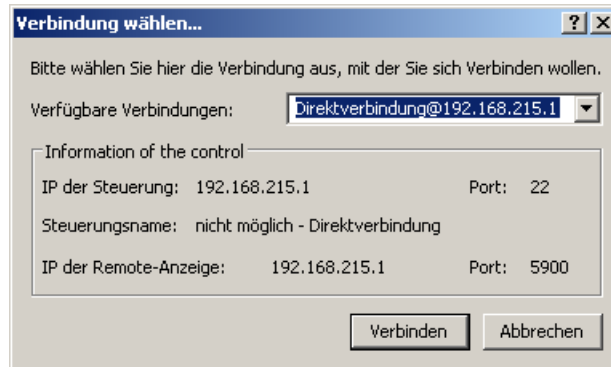 Verbindung wählen...
Bitte wählen Sie hier die Verbindung aus, mit der Sie sich Verbinden wollen.
Verfügbare Verbindungen: Direktverbindung@192.168.215.1
Information of the control
IP der Steuerung: 192.168.215.1 Port: 22
Steuerungsname: nicht möglich - Direktverbindung
IP der Remote-Anzeige: 192.168.215.1 Port: 5900
Verbinden Abbrechen